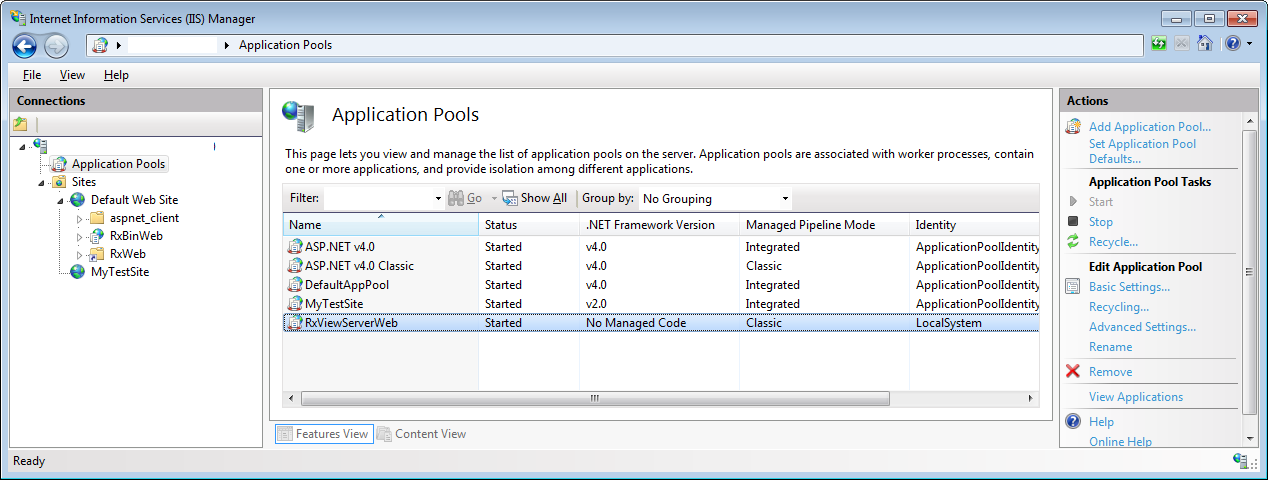 Internet Information Services (IIS) Manager
Application Pools
File View Help
Connections
Application Pools
Sites
Default Web Site
aspnet_client
RxBinWeb
RxWeb
MyTestSite
Application Pools
This page lets you view and manage the list of application pools on the server. Application pools are associated with worker processes, contain
one or more applications, and provide isolation among different applications.
Filter: Go Show All Group by: No Grouping
Name Status .NET Framework Version Managed Pipeline Mode Identity
ASP.NET v4.0 Started v4.0 Integrated ApplicationPoolIdentity
ASP.NET v4.0 Classic Started v4.0 Classic ApplicationPoolIdentity
DefaultAppPool Started v4.0 Integrated ApplicationPoolIdentity
MyTestSite Started v2.0 Integrated ApplicationPoolIdentity
RxViewServerWeb Started No Managed Code Classic LocalSystem
Features View Content View
Actions
Add Application Pool...
Set Application Pool
Defaults...
Application Pool Tasks
Start
Stop
Recycle...
Edit Application Pool
Basic Settings...
Recycling...
Advanced Settings...
Rename
Remove
View Applications
Help
Online Help
Ready